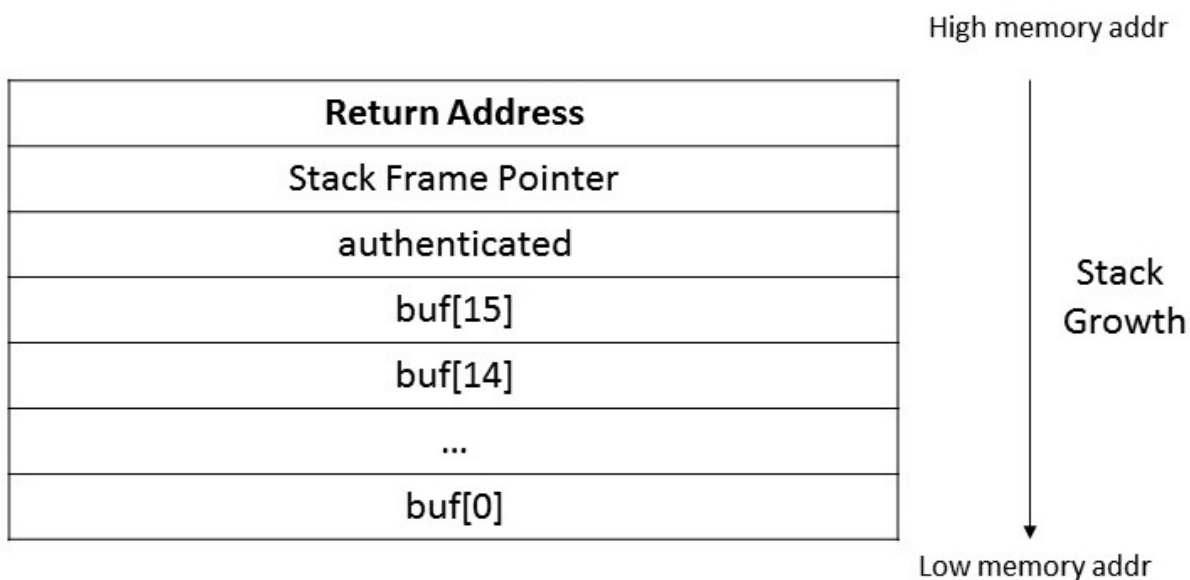 High memory addr
Return Address
Stack Frame Pointer
authenticated
buf[15]
buf[14]
...
buf[0]
Stack
Growth
Low memory addr